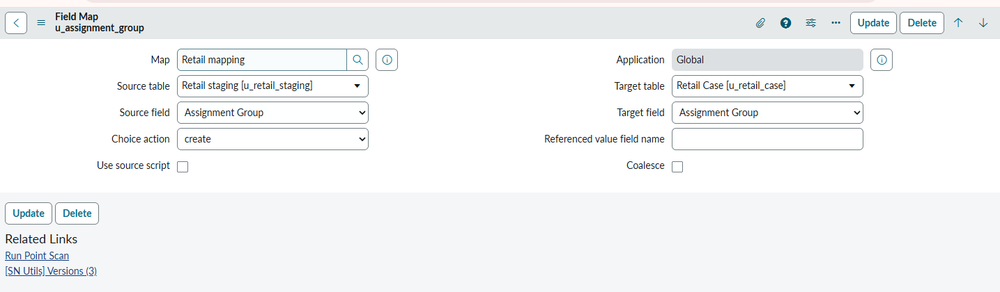 Field Map
u_assignment_group
Update Delete
Map Retail mapping Application Global
Source table Retail staging [u_retail_staging] Target table Retail Case [u_retail_case]
Source field Assignment Group Target field Assignment Group
Choice action create Referenced value field name
Use source script Coalesce
Update Delete
Related Links
Run Point Scan
[SN Utils] Versions (3)